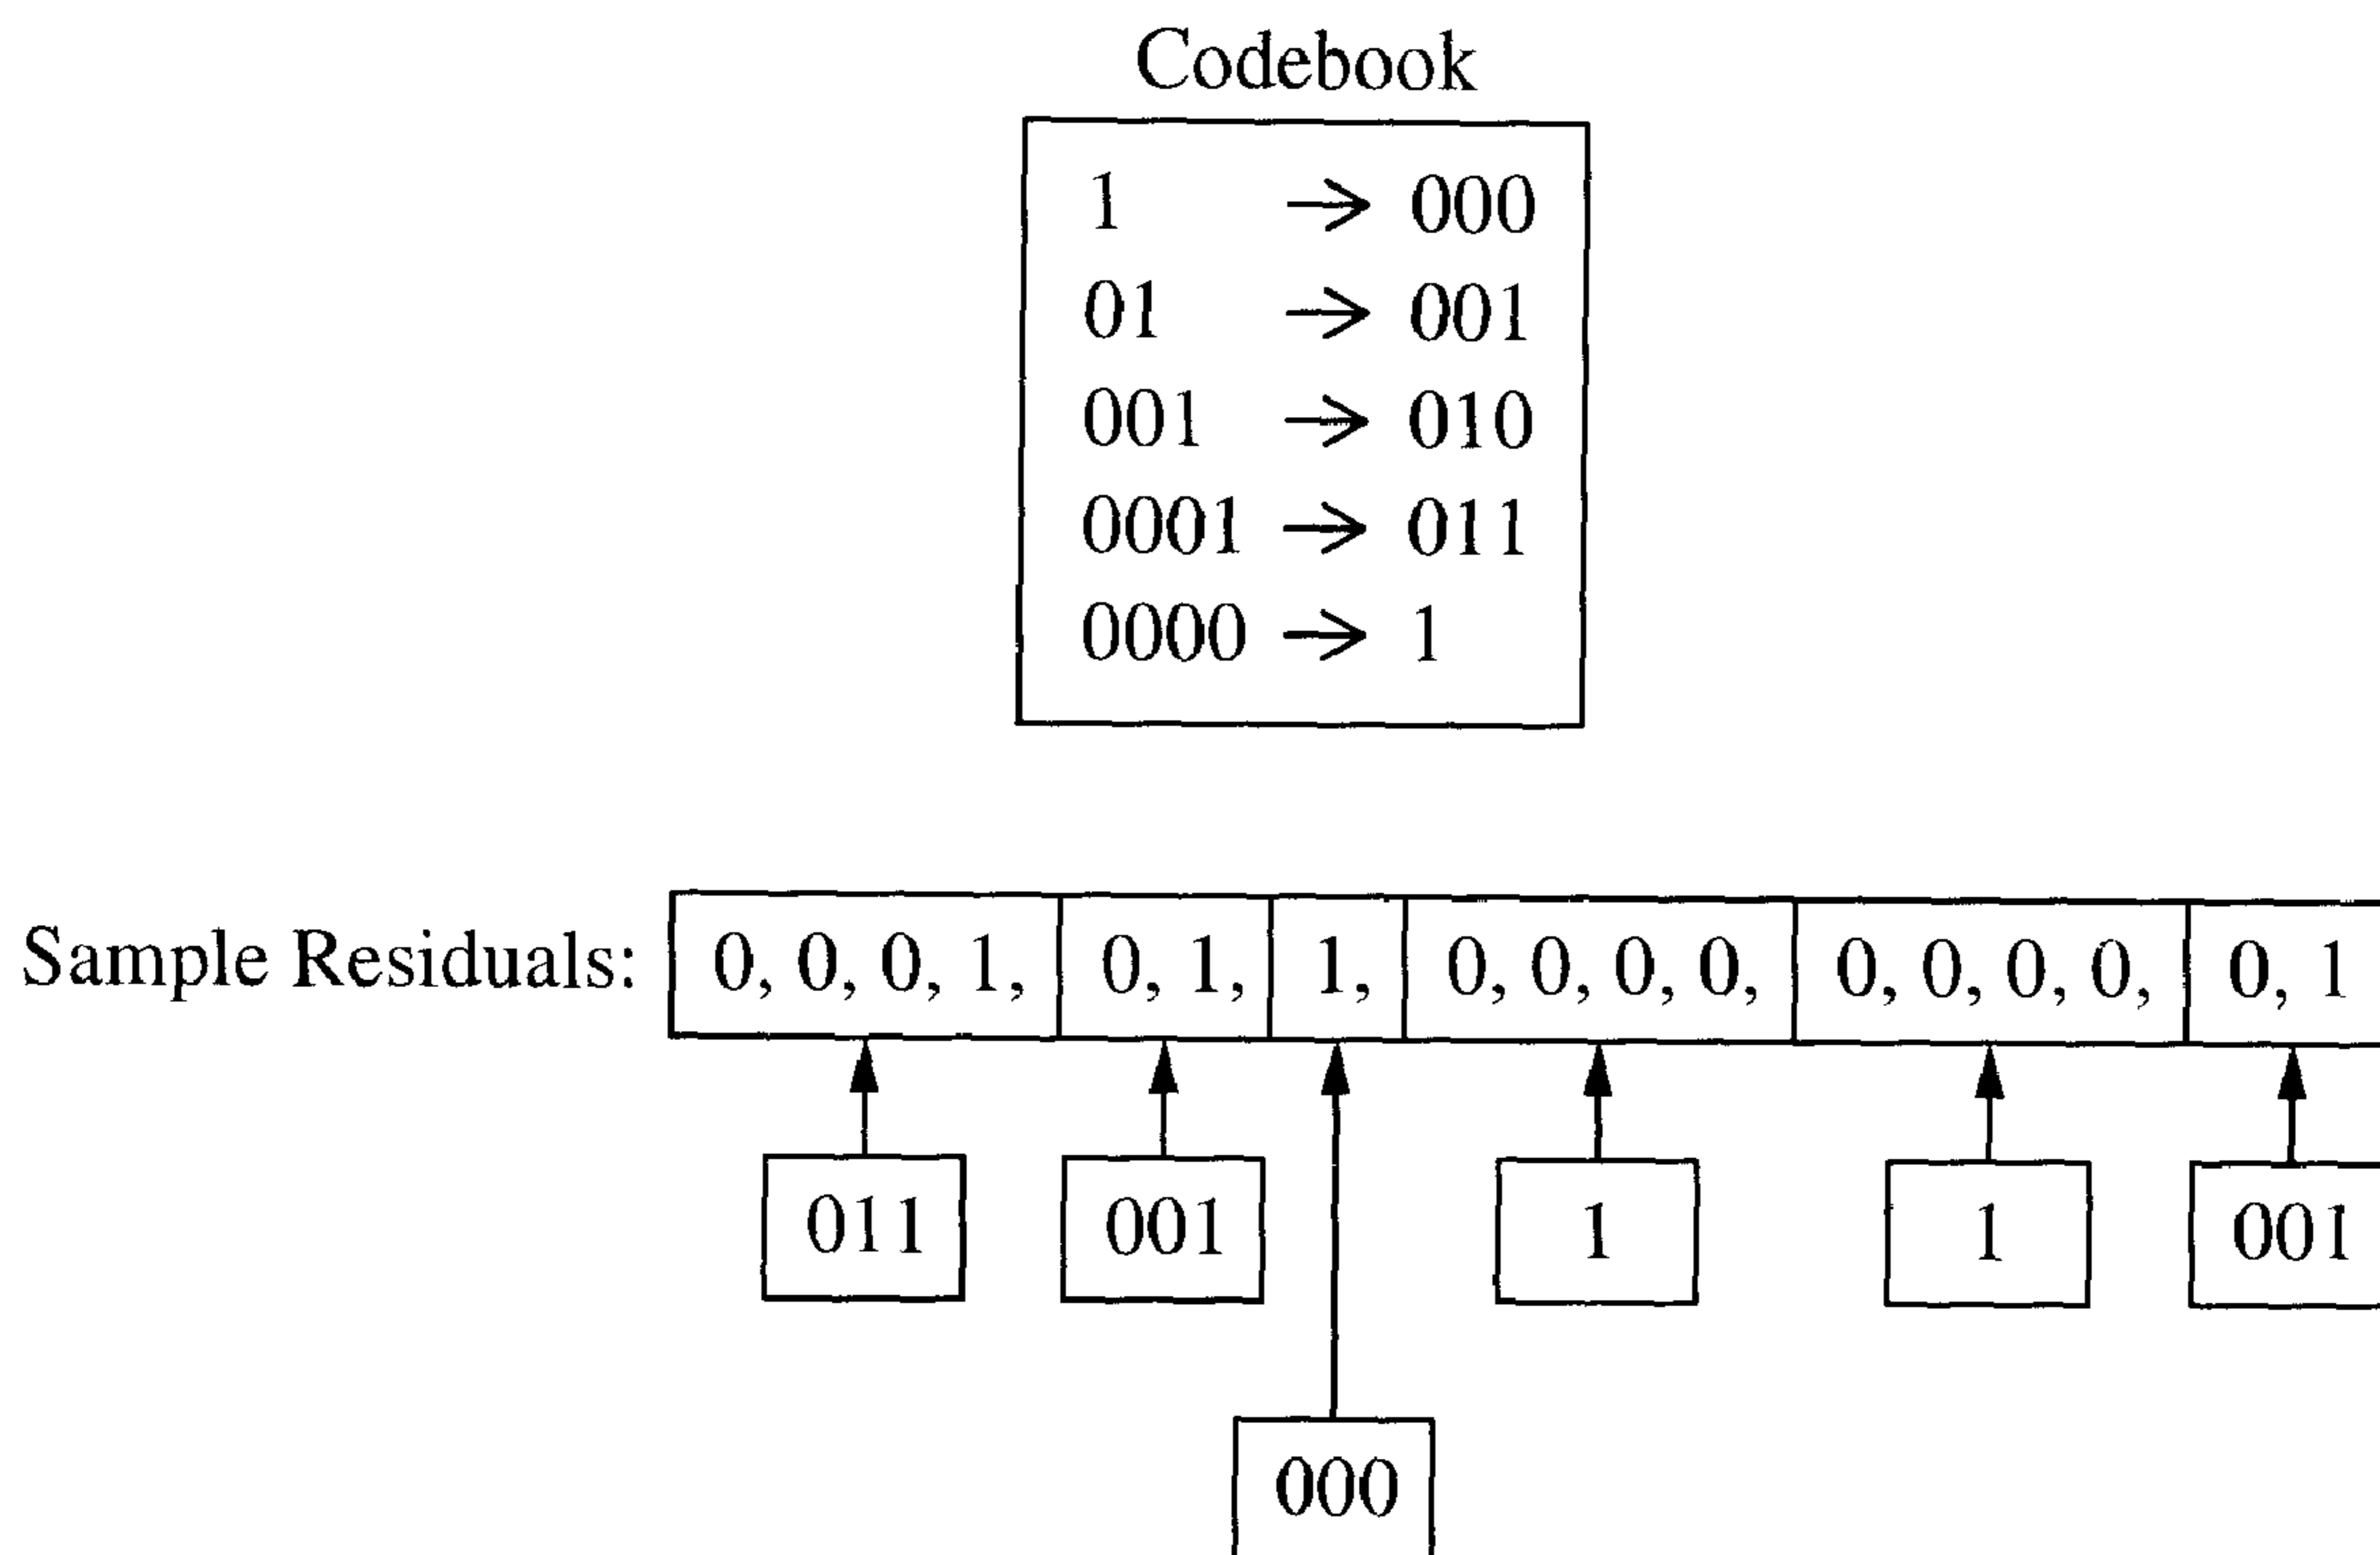 Codebook
1 → 000
01 → 001
001 → 010
0001 → 011
0000 → 1
Sample Residuals: 0, 0, 0, 1, 0, 1, 1, 0, 0, 0, 0, 0, 0, 0, 0, 0, 1
011 001 1 1 001
000